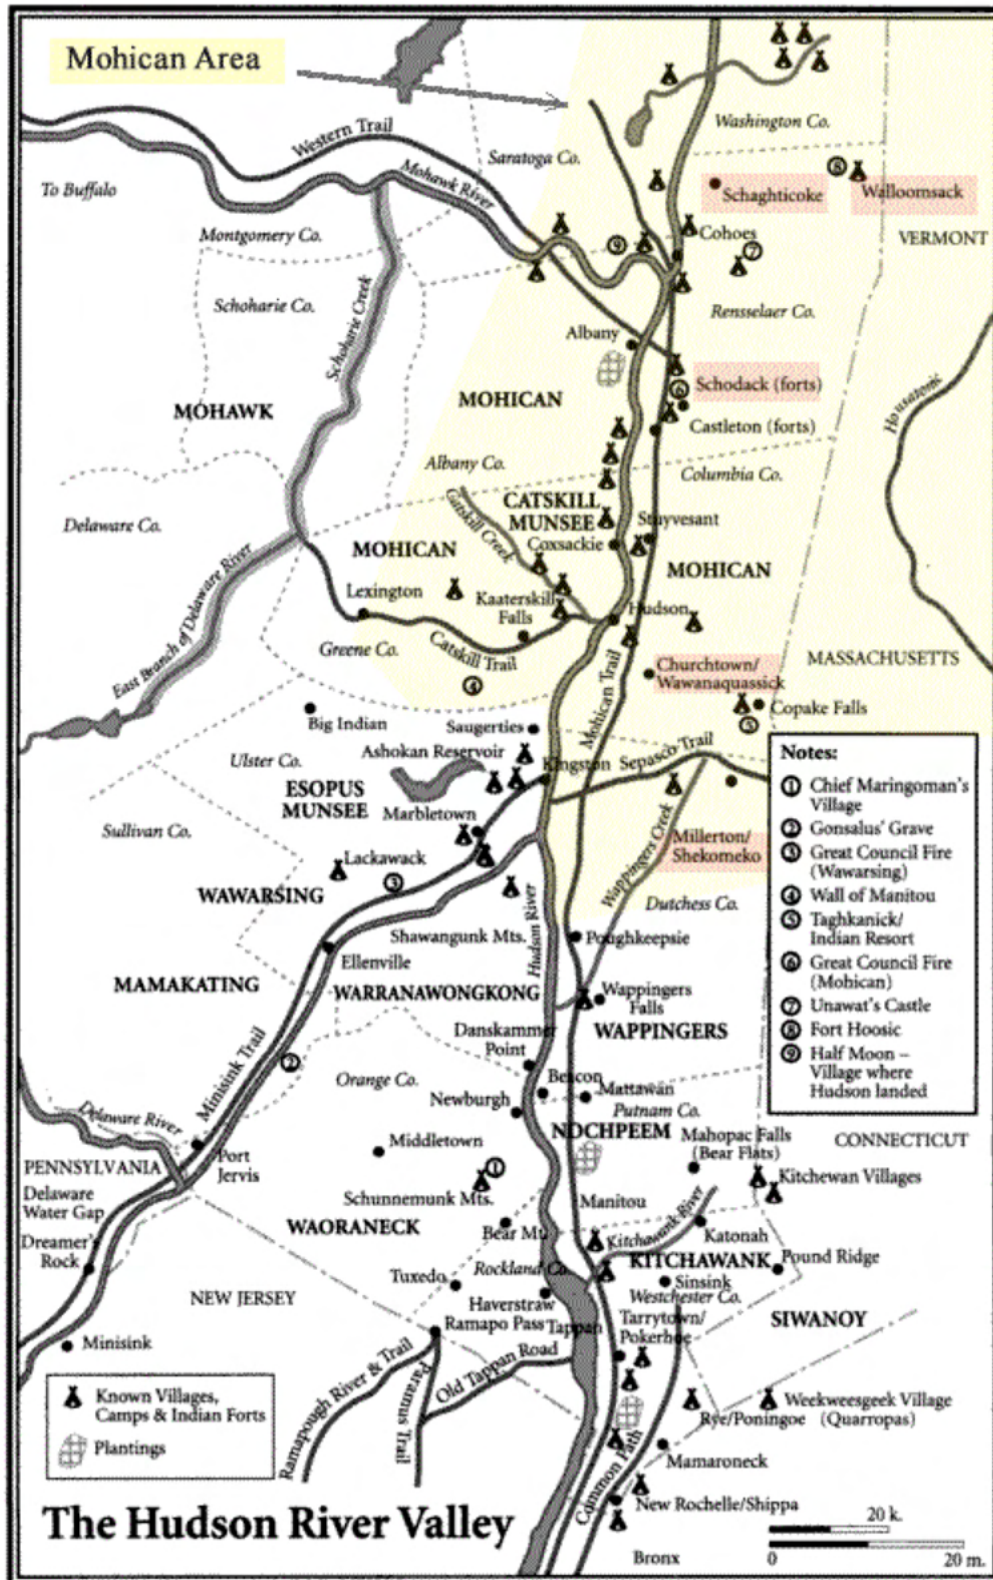 Mohican Area
Washington Co.
Western Trail
Saratoga Co.
To Buffalo
Mohawk River
Schaghticoke
Walloomsack
8
Montgomery Co.
9
Cohoes
7
VERMONT
Schoharie Co.
Schoharie Creek
Rensselaer Co.
Albany
Schodack (forts)
6
MOHAWK
MOHICAN
Castleton (forts)
Housatonic
Albany Co.
Columbia Co.
Delaware Co.
CATSKILL
MUNSEE
Catskill Creek
Stuyvesant
Coxsackie
MOHICAN
MOHICAN
East Branch of Delaware River
Lexington
Kaaterskill
Falls
Hudson
Greene Co.
Catskill Trail
4
Mohican Trail
Churchtown/
Wawanaquassick
MASSACHUSETTS
Copake Falls
5
Big Indian
Saugerties
Ashokan Reservoir
Kingston
Sepasco Trail
Ulster Co.
ESOPUS
MUNSEE
Sullivan Co.
Marbletown
Wappingers Creek
Millerton/
Shekomeko
Lackawack
3
WAWARSING
Hudson River
Dutchess Co.
Shawangunk Mts.
Poughkeepsie
Ellenville
MAMAKATING
WARRANAWONGKONG
Wappingers
Falls
WAPPINGERS
Danskammer
Point
Minisink Trail
2
Orange Co.
Beacon
Mattawan
Newburgh
Putnam Co.
Delaware River
NOCHPEEM
Middletown
Mahopac Falls
(Bear Flats)
CONNECTICUT
PENNSYLVANIA
Port
Jervis
1
Kitchewan Villages
Delaware
Water Gap
Schunnemunk Mts.
Manitou
Kitchawank River
WAORANECK
Bear Mt.
Katonah
Dreamer's
Rock
Rockland Co.
KITCHAWANK
Pound Ridge
Tuxedo
Sinsink
NEW JERSEY
Haverstraw
Westchester Co.
SIWANOY
Ramapo Pass
Tappan
Tarrytown/
Pokerhoe
Minisink
Ramapough River & Trail
Paramus Trail
Old Tappan Road
Weekweesgeek Village
(Quarropas)
Rye/Poningoe
Common Path
Mamaroneck
New Rochelle/Shippa
Bronx
Notes:
1 Chief Maringoman's
Village
2 Gonsalus' Grave
3 Great Council Fire
(Wawarsing)
4 Wall of Manitou
5 Taghkanick/
Indian Resort
6 Great Council Fire
(Mohican)
7 Unawat's Castle
8 Fort Hoosic
9 Half Moon –
Village where
Hudson landed
Known Villages,
Camps & Indian Forts
Plantings
The Hudson River Valley
20 k.
0 20 m.